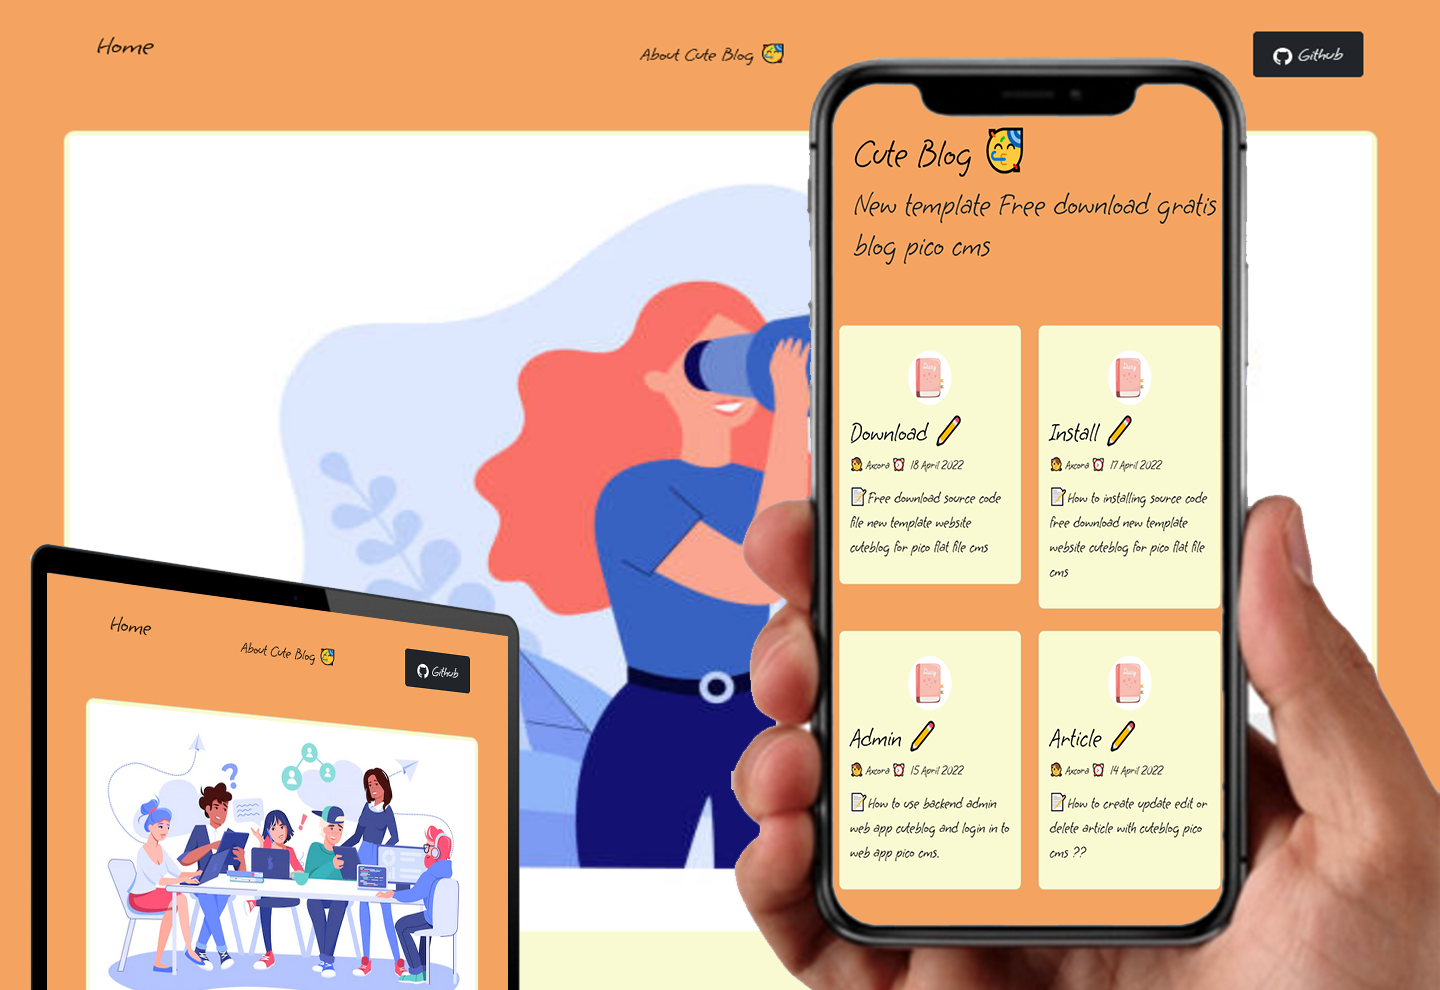 Home
About Cute Blog 🥳
Github
Cute Blog 🥳
New template Free download gratis
blog pico cms
Download ✏️
Axcora ⏰ 18 April 2022
📝Free download source code
file new template website
cuteblog for pico flat file cms
Install ✏️
Axcora ⏰ 17 April 2022
📝How to installing source code
free download new template
website cuteblog for pico flat file
cms
Admin ✏️
Axcora ⏰ 15 April 2022
📝How to use backend admin
web app cuteblog and login in to
web app pico cms.
Article ✏️
Axcora ⏰ 14 April 2022
📝How to create update edit or
delete article with cuteblog pico
cms ??
Home
About Cute Blog 🥳
Github